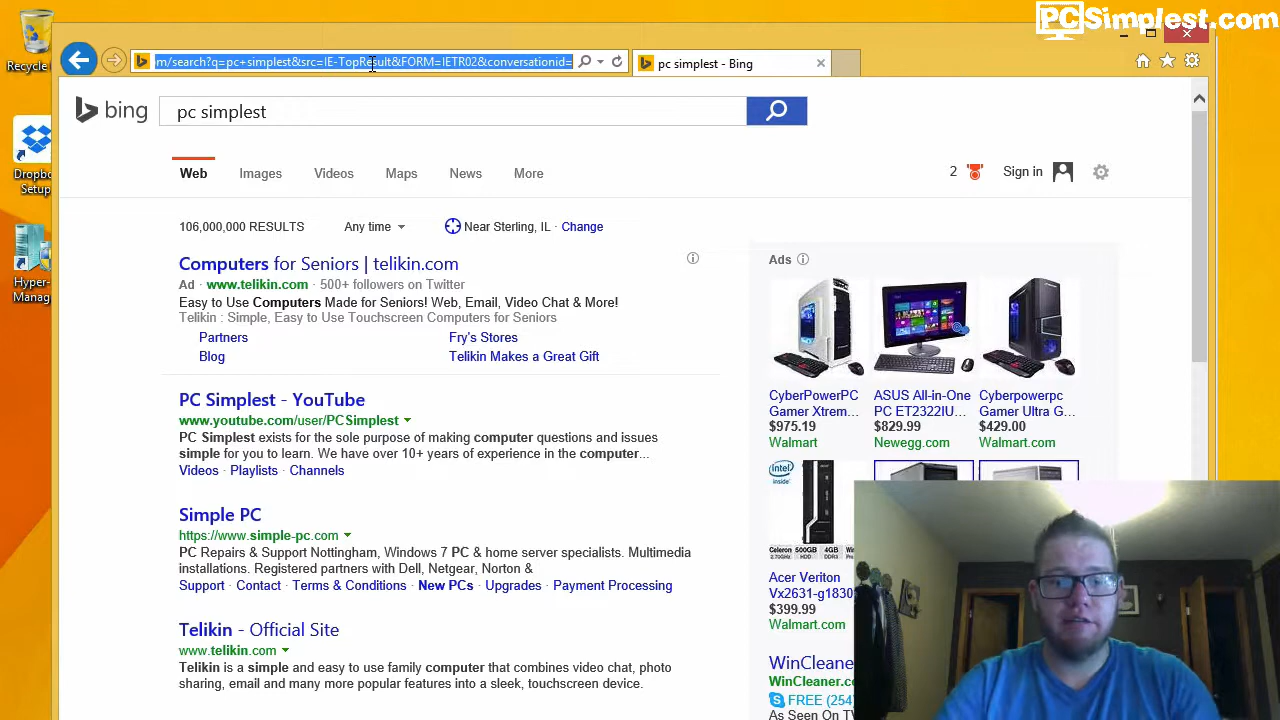 PCSimplest.com
Recycle
Dropbox
Setup
Hyper-
Manag
om/search?q=pc+simplest&src=IE-TopResult&FORM=IETR02&conversationid=
pc simplest - Bing
bing
pc simplest
Web Images Videos Maps News More
2 Sign in
106,000,000 RESULTS Any time Near Sterling, IL · Change
Computers for Seniors | telikin.com
Ad · www.telikin.com · 500+ followers on Twitter
Easy to Use Computers Made for Seniors! Web, Email, Video Chat & More!
Telikin : Simple, Easy to Use Touchscreen Computers for Seniors
Partners Fry's Stores
Blog Telikin Makes a Great Gift
PC Simplest - YouTube
www.youtube.com/user/PCSimplest
PC Simplest exists for the sole purpose of making computer questions and issues
simple for you to learn. We have over 10+ years of experience in the computer...
Videos · Playlists · Channels
Simple PC
https://www.simple-pc.com
PC Repairs & Support Nottingham, Windows 7 PC & home server specialists. Multimedia
installations. Registered partners with Dell, Netgear, Norton &
Support · Contact · Terms & Conditions · New PCs · Upgrades · Payment Processing
Telikin - Official Site
www.telikin.com
Telikin is a simple and easy to use family computer that combines video chat, photo
sharing, email and many more popular features into a sleek, touchscreen device.
Ads
CyberPowerPC
Gamer Xtrem...
$975.19
Walmart
ASUS All-in-One
PC ET2322IU...
$829.99
Newegg.com
Cyberpowerpc
Gamer Ultra G...
$429.00
Walmart.com
intel
inside
Celeron 500GB 4GB
2.70GHz HDD DDR3
Acer Veriton
Vx2631-g1830
$399.99
Walmart.com
WinCleane
WinCleaner.c
FREE (254)
As Seen On TV